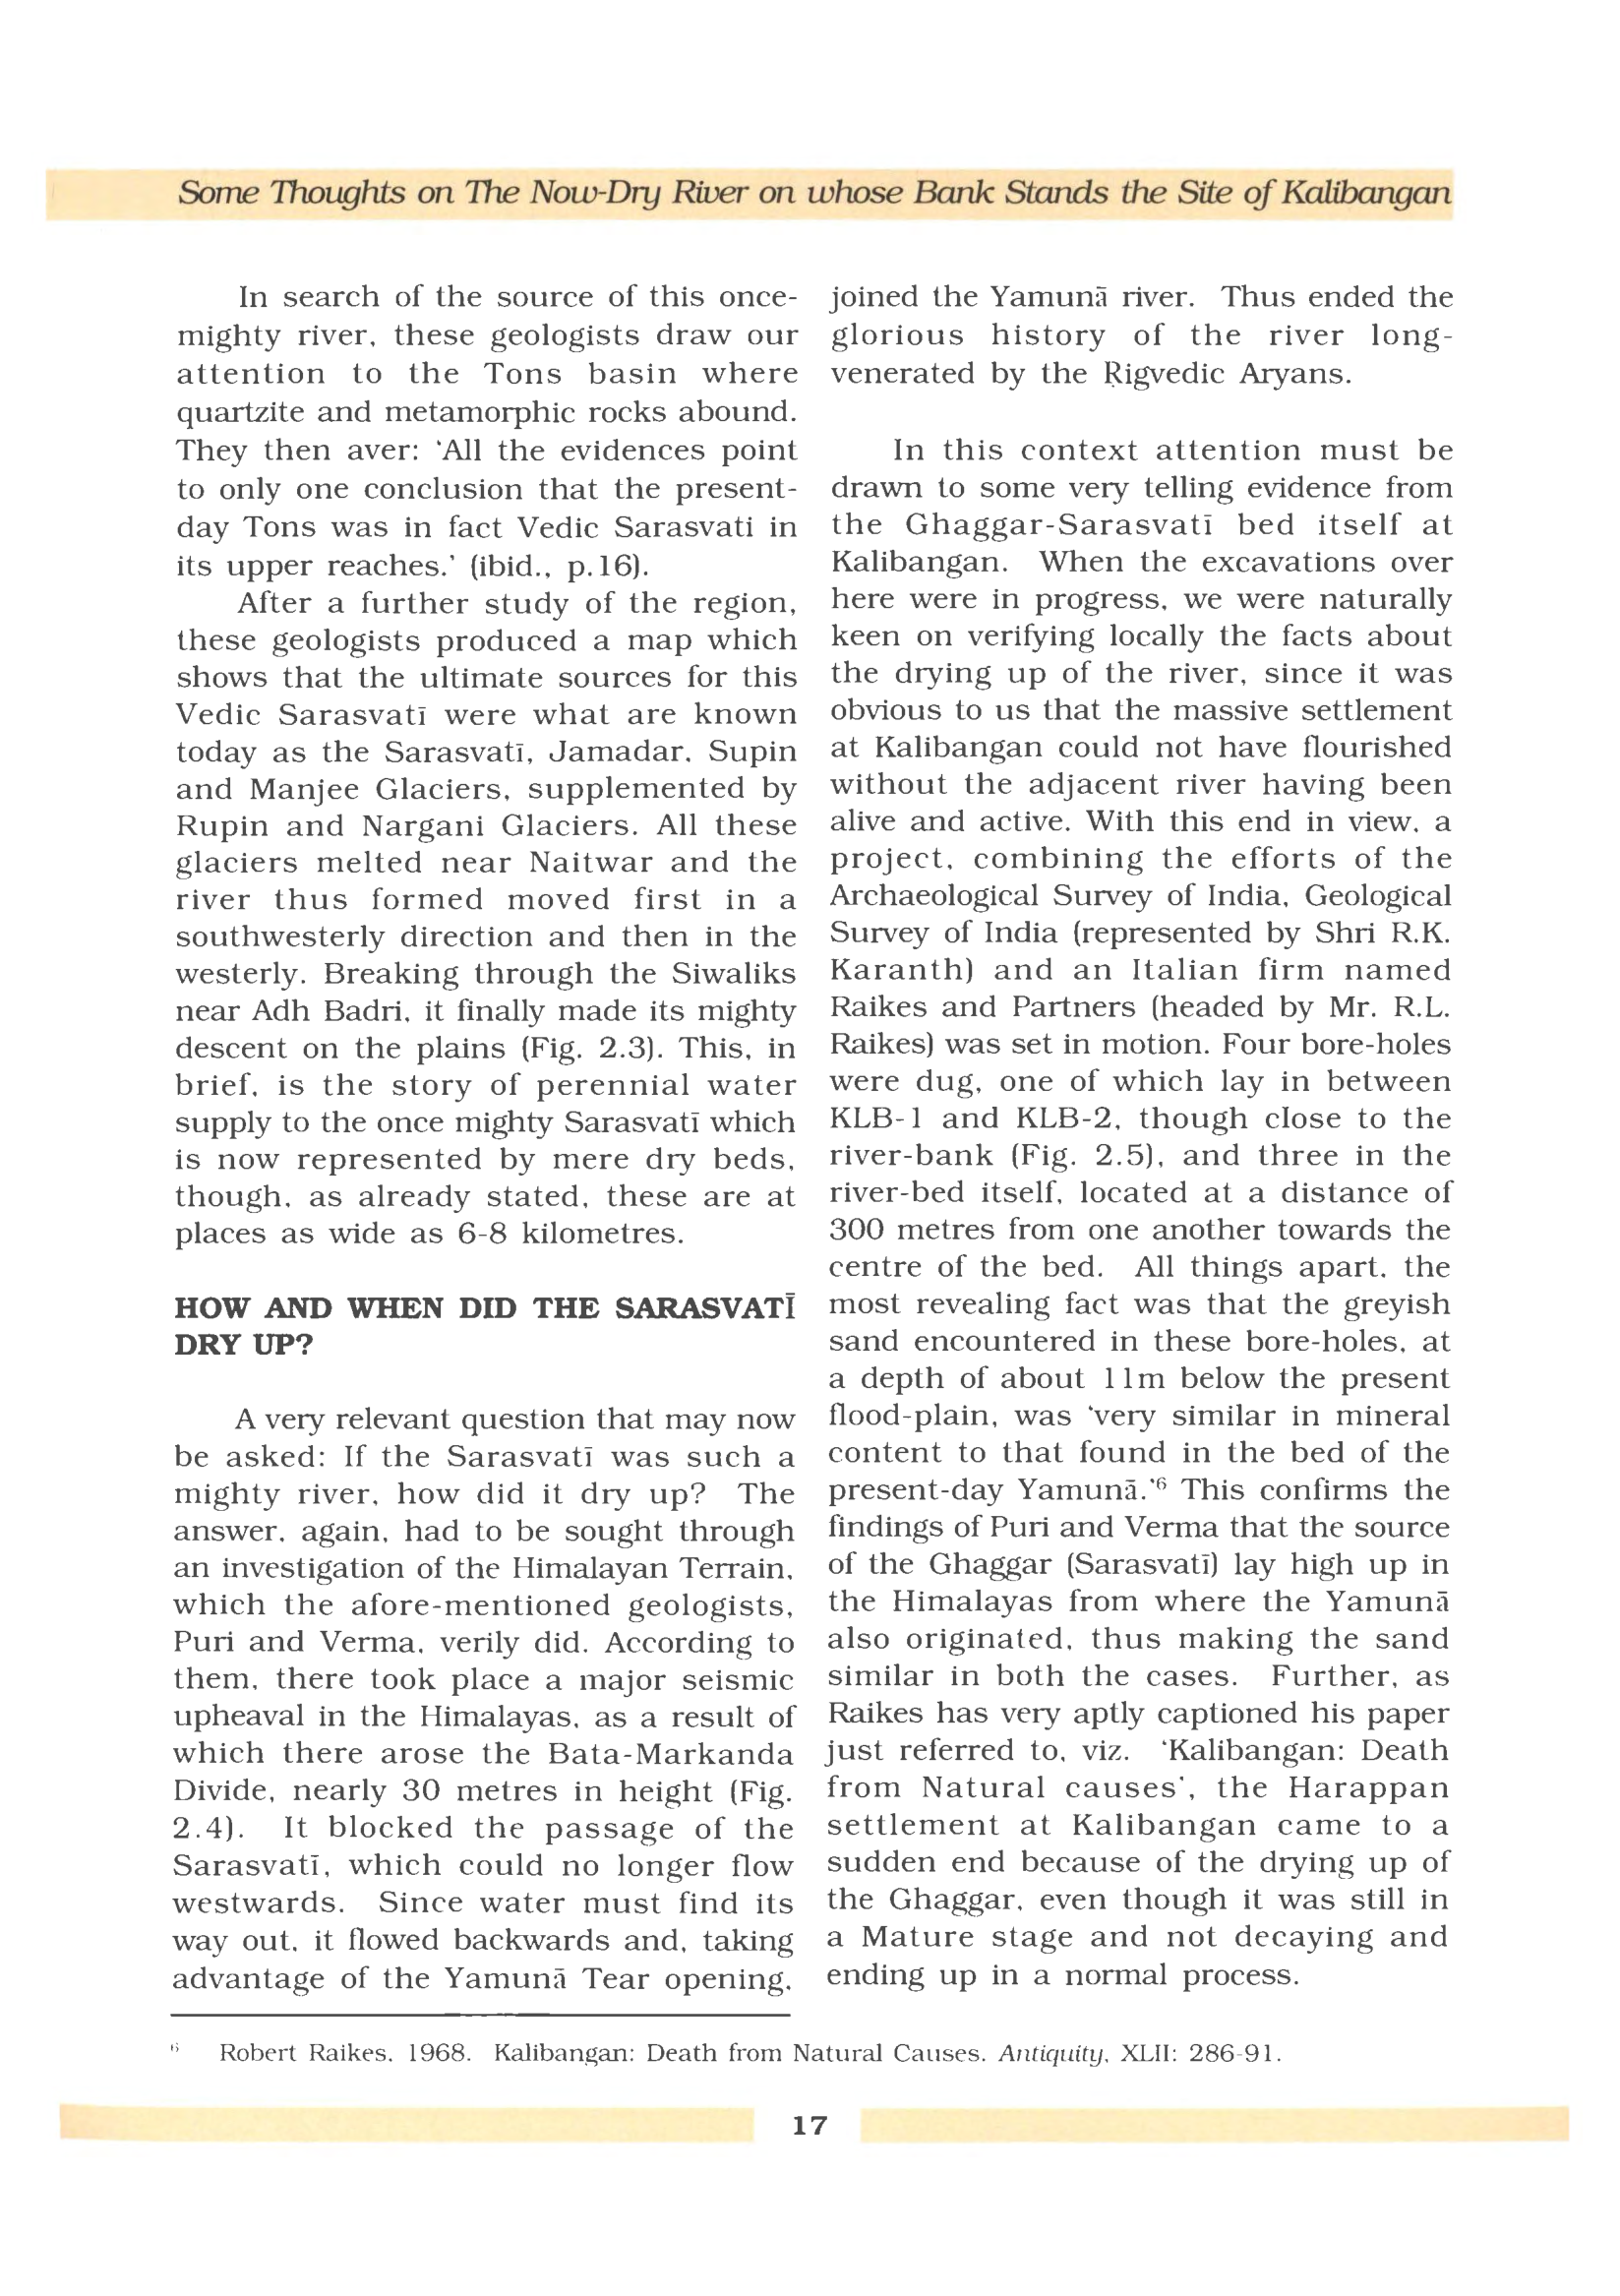 Some Thoughts on The Now-Dry River on whose Bank Stands the Site of Kalibangan
In search of the source of this once-
mighty river, these geologists draw our
attention to the Tons basin where
quartzite and metamorphic rocks abound.
They then aver: ‘All the evidences point
to only one conclusion that the present-
day Tons was in fact Vedic Sarasvati in
its upper reaches.’ (ibid., p.16).
After a further study of the region,
these geologists produced a map which
shows that the ultimate sources for this
Vedic Sarasvatī were what are known
today as the Sarasvatī, Jamadar, Supin
and Manjee Glaciers, supplemented by
Rupin and Nargani Glaciers. All these
glaciers melted near Naitwar and the
river thus formed moved first in a
southwesterly direction and then in the
westerly. Breaking through the Siwaliks
near Adh Badri, it finally made its mighty
descent on the plains (Fig. 2.3). This, in
brief, is the story of perennial water
supply to the once mighty Sarasvatī which
is now represented by mere dry beds,
though, as already stated, these are at
places as wide as 6-8 kilometres.
HOW AND WHEN DID THE SARASVATĪ
DRY UP?
A very relevant question that may now
be asked: If the Sarasvatī was such a
mighty river, how did it dry up? The
answer, again, had to be sought through
an investigation of the Himalayan Terrain,
which the afore-mentioned geologists,
Puri and Verma, verily did. According to
them, there took place a major seismic
upheaval in the Himalayas, as a result of
which there arose the Bata-Markanda
Divide, nearly 30 metres in height (Fig.
2.4). It blocked the passage of the
Sarasvatī, which could no longer flow
westwards. Since water must find its
way out, it flowed backwards and, taking
advantage of the Yamunā Tear opening,
joined the Yamunā river. Thus ended the
glorious history of the river long-
venerated by the Ṛigvedic Aryans.
In this context attention must be
drawn to some very telling evidence from
the Ghaggar-Sarasvatī bed itself at
Kalibangan. When the excavations over
here were in progress, we were naturally
keen on verifying locally the facts about
the drying up of the river, since it was
obvious to us that the massive settlement
at Kalibangan could not have flourished
without the adjacent river having been
alive and active. With this end in view, a
project, combining the efforts of the
Archaeological Survey of India, Geological
Survey of India (represented by Shri R.K.
Karanth) and an Italian firm named
Raikes and Partners (headed by Mr. R.L.
Raikes) was set in motion. Four bore-holes
were dug, one of which lay in between
KLB-1 and KLB-2, though close to the
river-bank (Fig. 2.5), and three in the
river-bed itself, located at a distance of
300 metres from one another towards the
centre of the bed. All things apart, the
most revealing fact was that the greyish
sand encountered in these bore-holes, at
a depth of about 11m below the present
flood-plain, was ‘very similar in mineral
content to that found in the bed of the
present-day Yamunā.’⁶ This confirms the
findings of Puri and Verma that the source
of the Ghaggar (Sarasvatī) lay high up in
the Himalayas from where the Yamunā
also originated, thus making the sand
similar in both the cases. Further, as
Raikes has very aptly captioned his paper
just referred to, viz. ‘Kalibangan: Death
from Natural causes’, the Harappan
settlement at Kalibangan came to a
sudden end because of the drying up of
the Ghaggar, even though it was still in
a Mature stage and not decaying and
ending up in a normal process.
⁶ Robert Raikes. 1968. Kalibangan: Death from Natural Causes. Antiquity, XLII: 286-91.
17